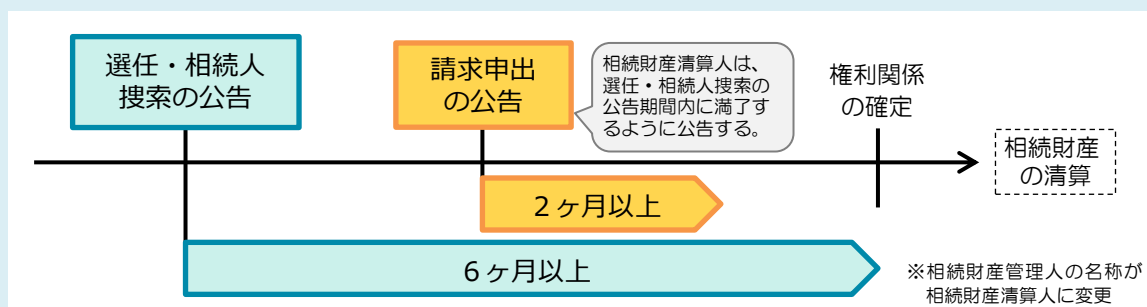 選任・相続人
捜索の公告
請求申出
の公告
相続財産清算人は、
選任・相続人捜索の
公告期間内に満了す
るように公告する。
権利関係
の確定
相続財産
の清算
２ヶ月以上
６ヶ月以上
※相続財産管理人の名称が
相続財産清算人に変更